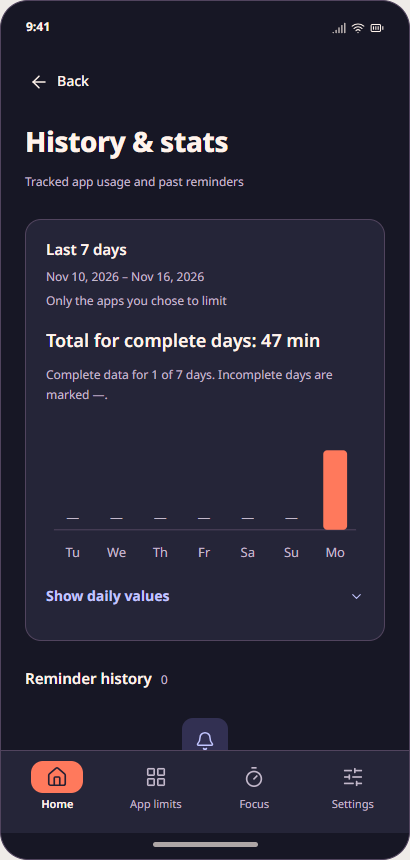 9:41
Back
History & stats
Tracked app usage and past reminders
Last 7 days
Nov 10, 2026 – Nov 16, 2026
Only the apps you chose to limit
Total for complete days: 47 min
Complete data for 1 of 7 days. Incomplete days are
marked —.
— — — — — —
Tu We Th Fr Sa Su Mo
Show daily values
Reminder history 0
Home App limits Focus Settings